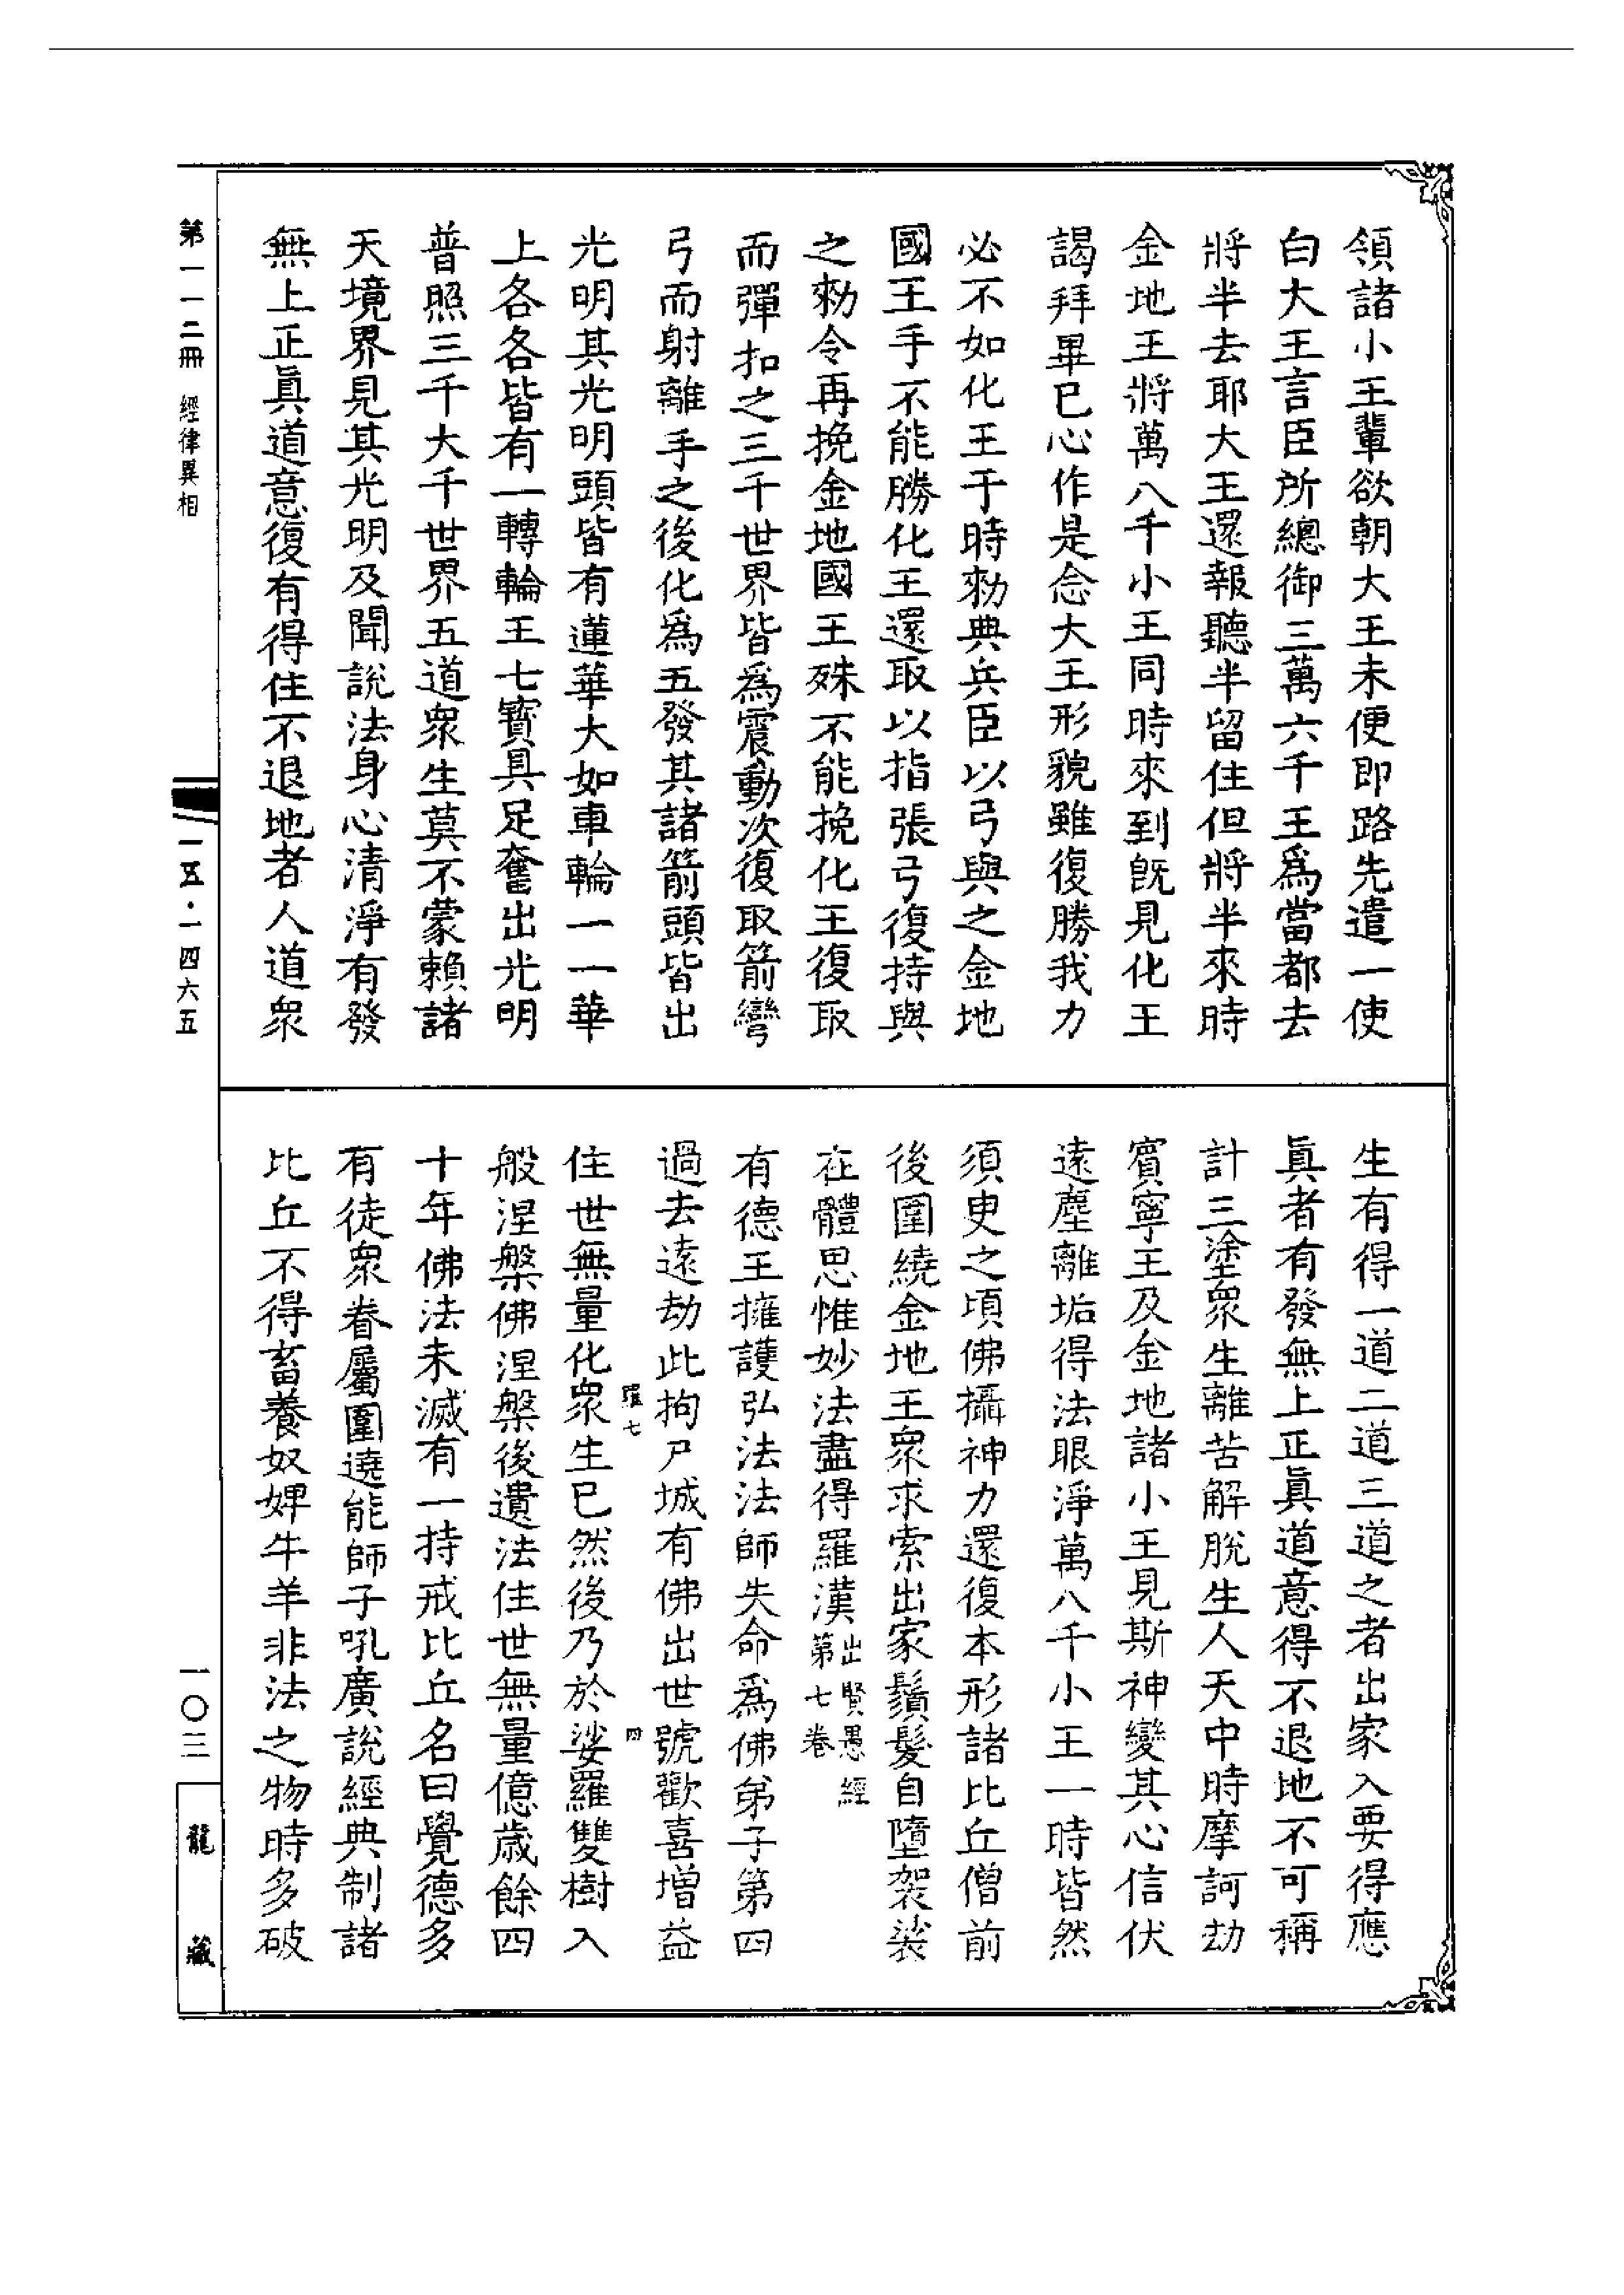 領諸小王輩欲朝大王未便即路先遣一使
白大王言臣所總御三萬六千王爲當都去
將半去耶大王還報聽半留住但將半來時
金地王將萬八千小王同時來到旣見化王
謁拜畢已心作是念大王形貌雖復勝我力
必不如化王于時勑典兵臣以弓與之金地
國王手不能勝化王還取以指張弓復持與
之勑令再挽金地國王殊不能挽化王復取
而彈扣之三千世界皆爲震動次復取箭彎
弓而射離手之後化爲五發其諸箭頭皆出
光明其光明頭皆有蓮華大如車輪一一華
上各各皆有一轉輪王七寶具足奮出光明
普照三千大千世界五道衆生莫不蒙賴諸
天境界見其光明及聞說法身心清淨有發
無上正眞道意復有得住不退地者人道衆
生有得一道二道三道之者出家入要得應
眞者有發無上正眞道意得不退地不可稱
計三塗衆生離苦解脫生人天中時摩訶劫
賓寧王及金地諸小王見斯神變其心信伏
遠塵離垢得法眼淨萬八千小王一時皆然
須臾之頃佛攝神力還復本形諸比丘僧前
後圍繞金地王衆求索出家鬚髮自墮袈裟
在體思惟妙法盡得羅漢出賢愚經第七卷
有德王擁護弘法法師失命爲佛弟子第四
過去遠劫此拘尸城有佛出世號歡喜增益
羅七 四
住世無量化衆生已然後乃於娑羅雙樹入
般涅槃佛涅槃後遺法住世無量億歲餘四
十年佛法未滅有一持戒比丘名曰覺德多
有徒衆眷屬圍遶能師子吼廣說經典制諸
比丘不得畜養奴婢牛羊非法之物時多破
第一一二冊 經律異相
一五·一四六五
一〇三
龍藏